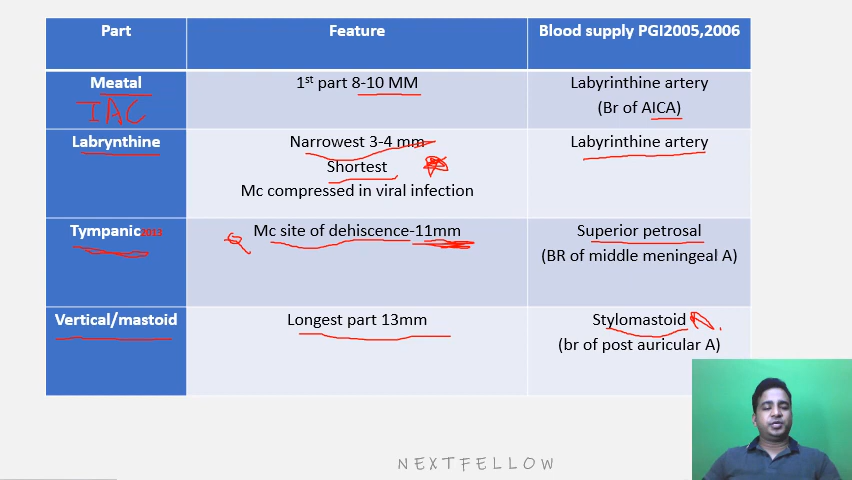 Part Feature Blood supply PGI2005,2006
Meatal 1st part 8-10 MM Labyrinthine artery
IAC (Br of AICA)
Labrynthine Narrowest 3-4 mm Labyrinthine artery
Shortest
Mc compressed in viral infection
Tympanic2013 Mc site of dehiscence-11mm Superior petrosal
(BR of middle meningeal A)
Vertical/mastoid Longest part 13mm Stylomastoid A.
(br of post auricular A)
NEXTFELLOW